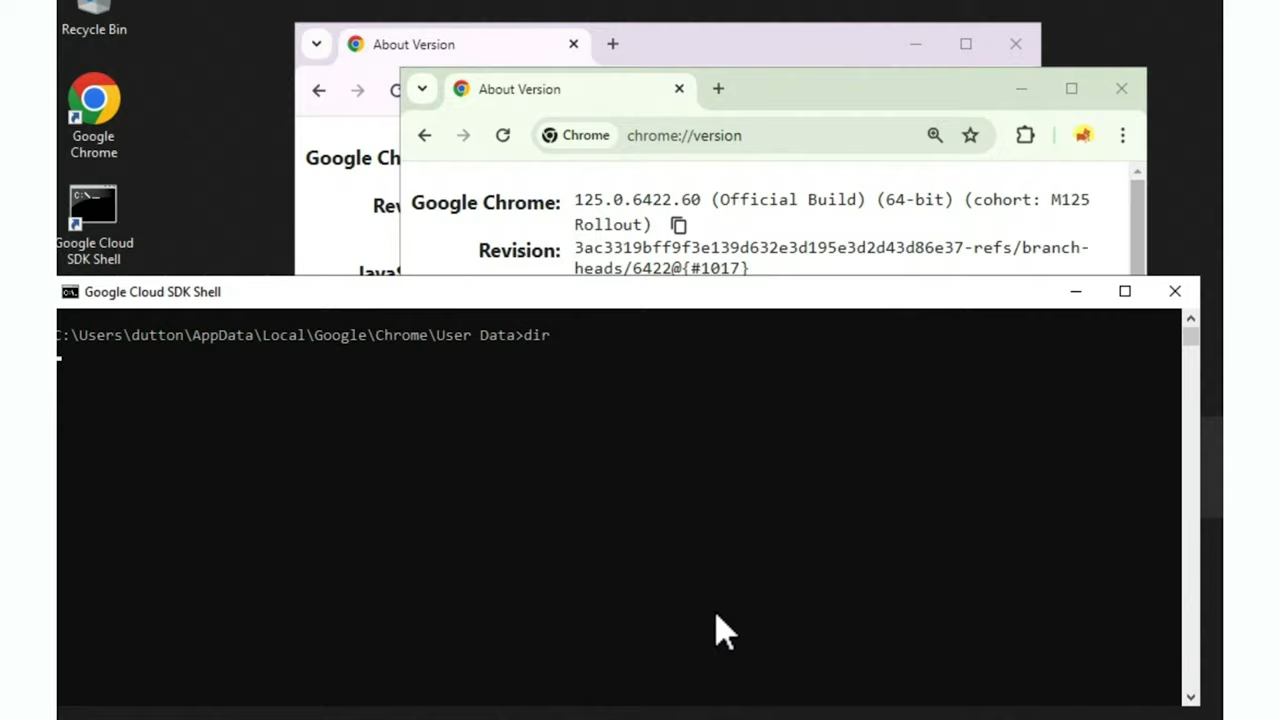 Recycle Bin
Google
Chrome
Google Cloud
SDK Shell
About Version
Google Ch
Rev
JavaS
About Version
Chrome
chrome://version
Google Chrome: 125.0.6422.60 (Official Build) (64-bit) (cohort: M125
Rollout)
Revision: 3ac3319bff9f3e139d632e3d195e3d2d43d86e37-refs/branch-
heads/6422@{#1017}
Google Cloud SDK Shell
C:\Users\dutton\AppData\Local\Google\Chrome\User Data>dir